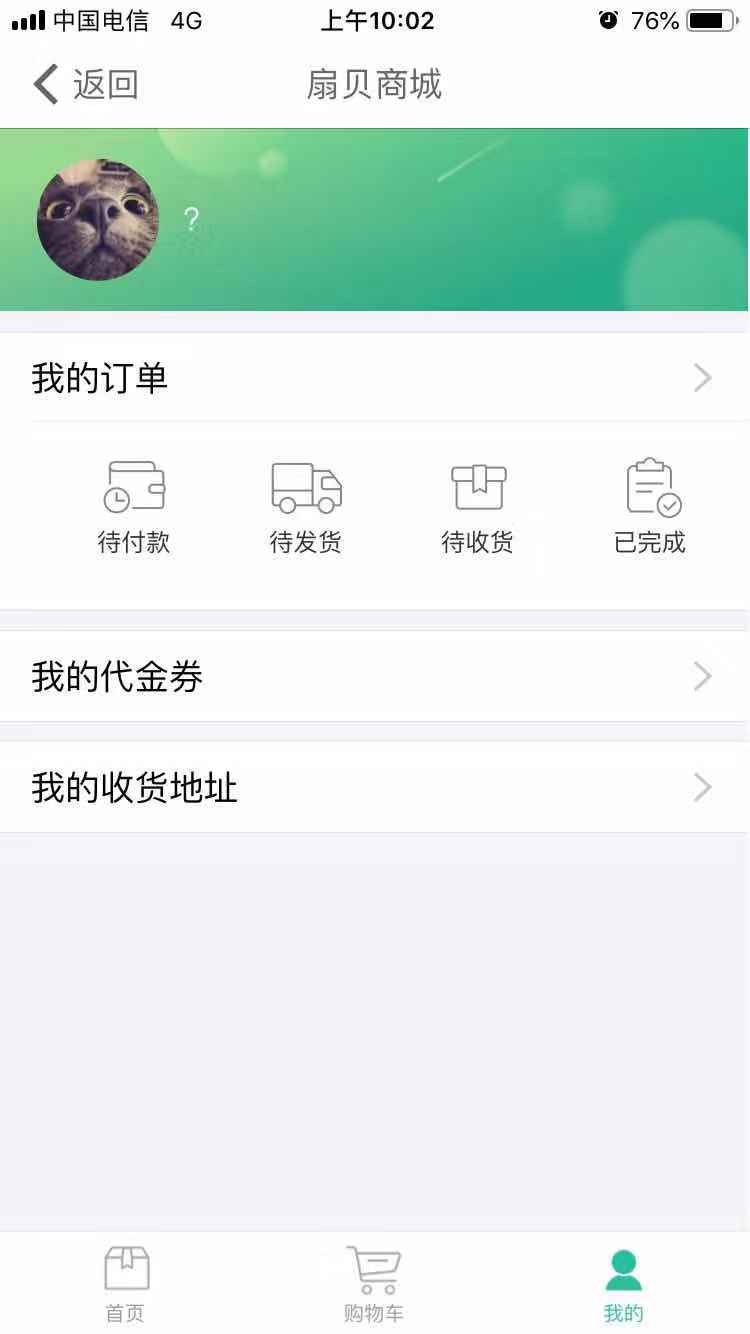 中国电信 4G 上午10:02 76%
返回 扇贝商城
?
我的订单
待付款 待发货 待收货 已完成
我的代金券
我的收货地址
首页 购物车 我的